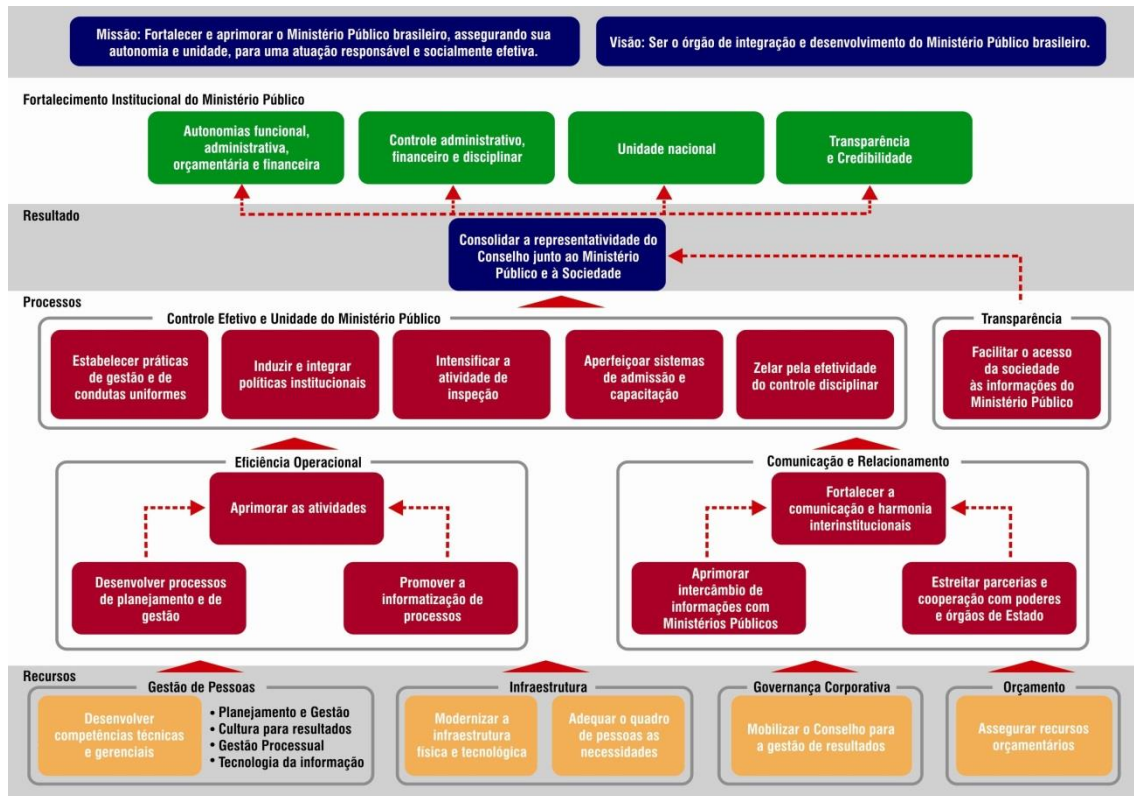 Missão: Fortalecer e aprimorar o Ministério Público brasileiro, assegurando sua
autonomia e unidade, para uma atuação responsável e socialmente efetiva.
Visão: Ser o órgão de integração e desenvolvimento do Ministério Público brasileiro.
Fortalecimento Institucional do Ministério Público
Autonomias funcional,
administrativa,
orçamentária e financeira
Controle administrativo,
financeiro e disciplinar
Unidade nacional
Transparência
e Credibilidade
Resultado
Consolidar a representatividade do
Conselho junto ao Ministério
Público e à Sociedade
Processos
Controle Efetivo e Unidade do Ministério Público
Estabelecer práticas
de gestão e de
condutas uniformes
Induzir e integrar
políticas institucionais
Intensificar a
atividade de
inspeção
Aperfeiçoar sistemas
de admissão e
capacitação
Zelar pela efetividade
do controle disciplinar
Transparência
Facilitar o acesso
da sociedade
às informações do
Ministério Público
Eficiência Operacional
Aprimorar as atividades
Desenvolver processos
de planejamento e de
gestão
Promover a
informatização de
processos
Comunicação e Relacionamento
Fortalecer a
comunicação e harmonia
interinstitucionais
Aprimorar
intercâmbio de
informações com
Ministérios Públicos
Estreitar parcerias e
cooperação com poderes
e órgãos de Estado
Recursos
Gestão de Pessoas
Desenvolver
competências técnicas
e gerenciais
• Planejamento e Gestão
• Cultura para resultados
• Gestão Processual
• Tecnologia da informação
Infraestrutura
Modernizar a
infraestrutura
física e tecnológica
Adequar o quadro
de pessoas as
necessidades
Governança Corporativa
Mobilizar o Conselho para
a gestão de resultados
Orçamento
Assegurar recursos
orçamentários